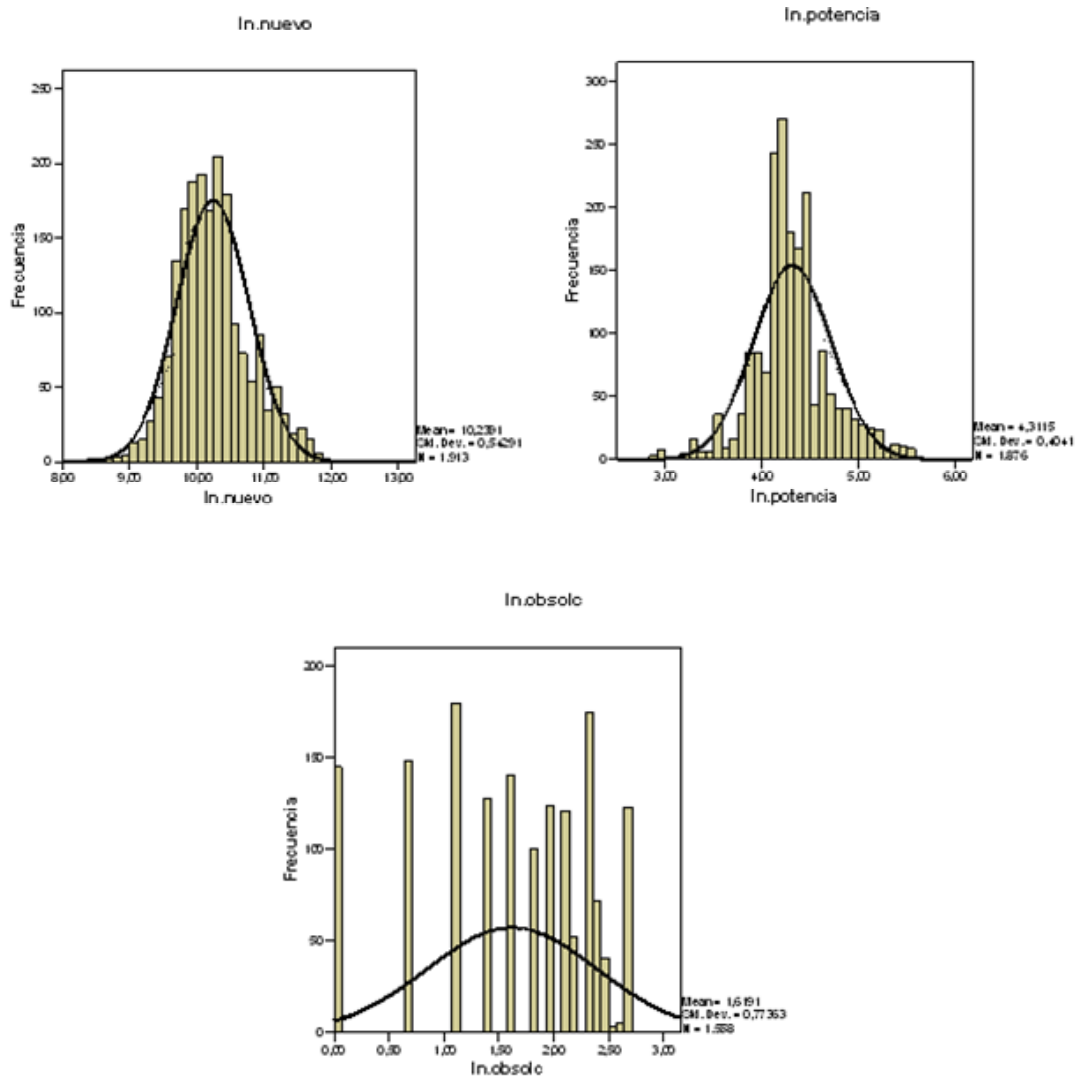 ln.nuevo
250
200
150
100
50
0
Frecuencia
8,00 9,00 10,00 11,00 12,00 13,00
ln.nuevo
Mean = 10,2391
Std. Dev. = 0,54291
N = 1.913
ln.potencia
300
250
200
150
100
50
0
Frecuencia
3,00 4,00 5,00 6,00
ln.potencia
Mean = 4,3115
Std. Dev. = 0,4041
N = 1.876
ln.obsolc
200
150
100
50
0
Frecuencia
0,00 0,50 1,00 1,50 2,00 2,50 3,00
ln.obsolc
Mean = 1,6191
Std. Dev. = 0,77363
N = 1.558